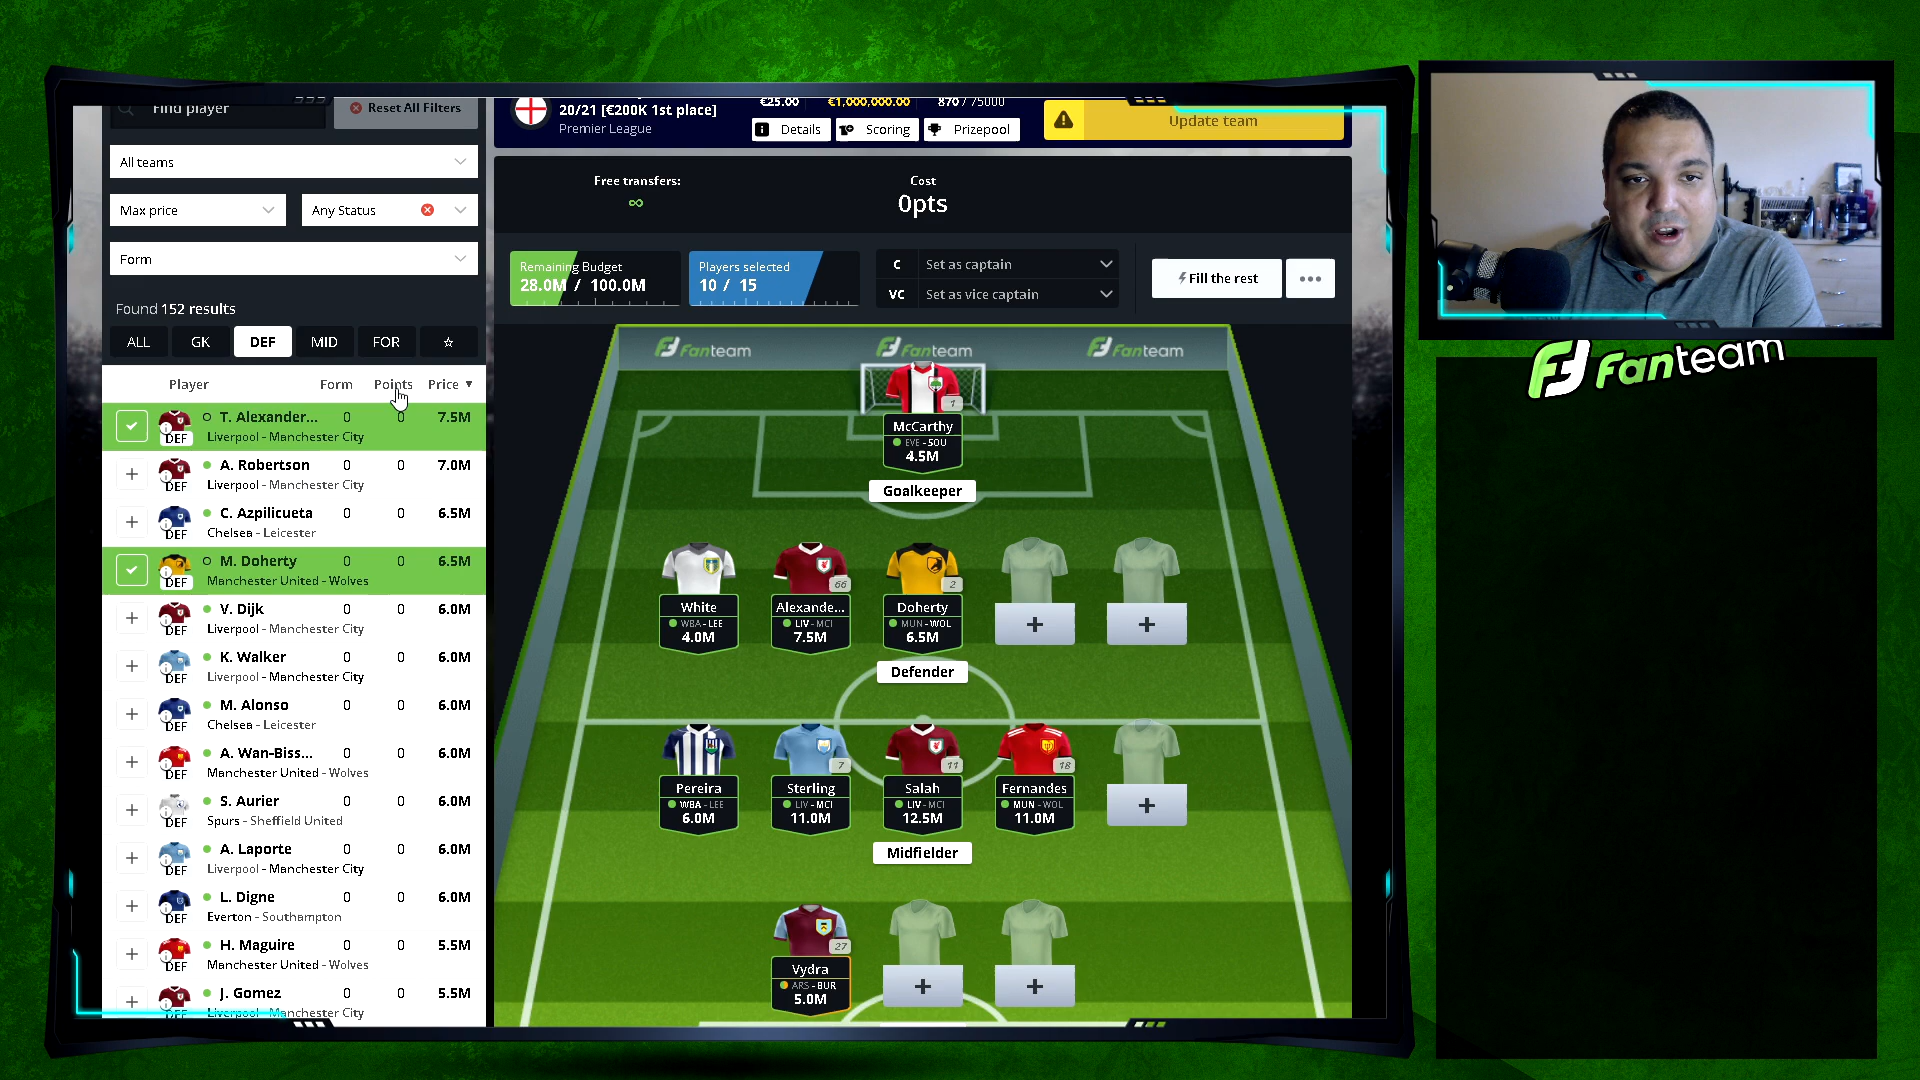 Find player
Reset All Filters
All teams
Max price
Any Status
Form
Found 152 results
ALL
GK
DEF
MID
FOR
Player
Form
Points
Price ▼
T. Alexander... 0 0 7.5M
DEF
Liverpool - Manchester City
A. Robertson 0 0 7.0M
DEF
Liverpool - Manchester City
C. Azpilicueta 0 0 6.5M
DEF
Chelsea - Leicester
M. Doherty 0 0 6.5M
DEF
Manchester United - Wolves
V. Dijk 0 0 6.0M
DEF
Liverpool - Manchester City
K. Walker 0 0 6.0M
DEF
Liverpool - Manchester City
M. Alonso 0 0 6.0M
DEF
Chelsea - Leicester
A. Wan-Biss... 0 0 6.0M
DEF
Manchester United - Wolves
S. Aurier 0 0 6.0M
DEF
Spurs - Sheffield United
A. Laporte 0 0 6.0M
DEF
Liverpool - Manchester City
L. Digne 0 0 6.0M
DEF
Everton - Southampton
H. Maguire 0 0 5.5M
DEF
Manchester United - Wolves
J. Gomez 0 0 5.5M
DEF
Liverpool - Manchester City
20/21 [€200K 1st place]
Premier League
€25.00
€1,000,000.00
870 / 75000
Details
Scoring
Prizepool
Update team
Free transfers:
∞
Cost
0pts
Remaining Budget
28.0M / 100.0M
Players selected
10 / 15
C Set as captain
VC Set as vice captain
Fill the rest
•••
Fanteam
Fanteam
Fanteam
1
McCarthy
EVE - SOU
4.5M
Goalkeeper
White
WBA - LEE
4.0M
66
Alexande...
LIV - MCI
7.5M
2
Doherty
MUN - WOL
6.5M
+
+
Defender
Pereira
WBA - LEE
6.0M
7
Sterling
LIV - MCI
11.0M
11
Salah
LIV - MCI
12.5M
18
Fernandes
MUN - WOL
11.0M
+
Midfielder
27
Vydra
ARS - BUR
5.0M
+
+
Fanteam